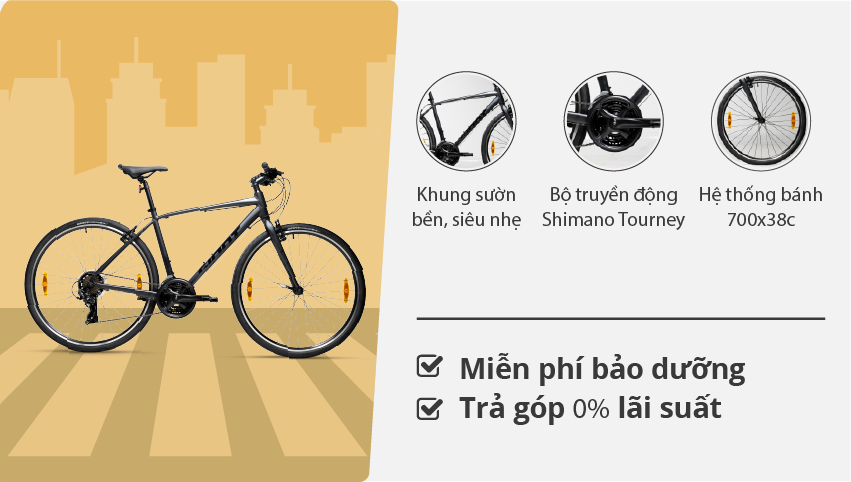 GIANT
Khung sườn
bền, siêu nhẹ
Bộ truyền động
Shimano Tourney
Hệ thống bánh
700x38c
Miễn phí bảo dưỡng
Trả góp 0% lãi suất